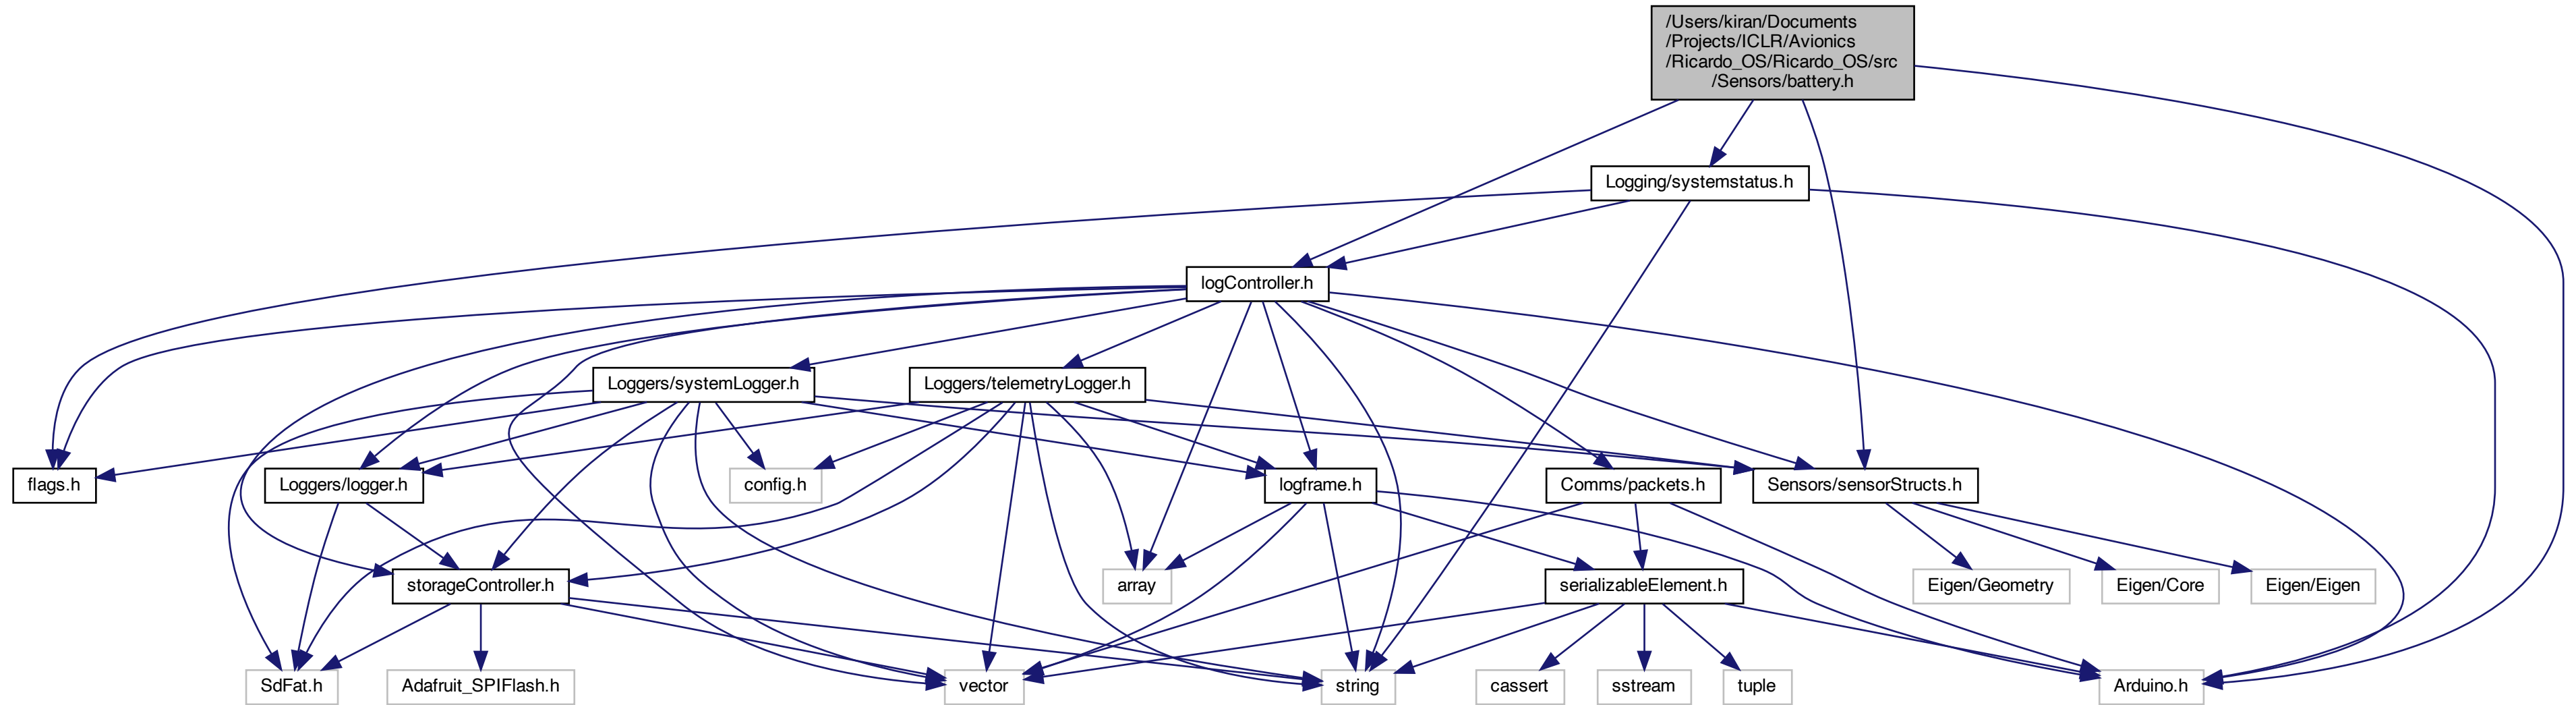 /Users/kiran/Documents
/Projects/ICLR/Avionics
/Ricardo_OS/Ricardo_OS/src
/Sensors/battery.h
Logging/systemstatus.h
logController.h
Loggers/systemLogger.h
Loggers/telemetryLogger.h
flags.h
Loggers/logger.h
config.h
logframe.h
Comms/packets.h
Sensors/sensorStructs.h
storageController.h
array
serializableElement.h
Eigen/Geometry
Eigen/Core
Eigen/Eigen
SdFat.h
Adafruit_SPIFlash.h
vector
string
cassert
sstream
tuple
Arduino.h